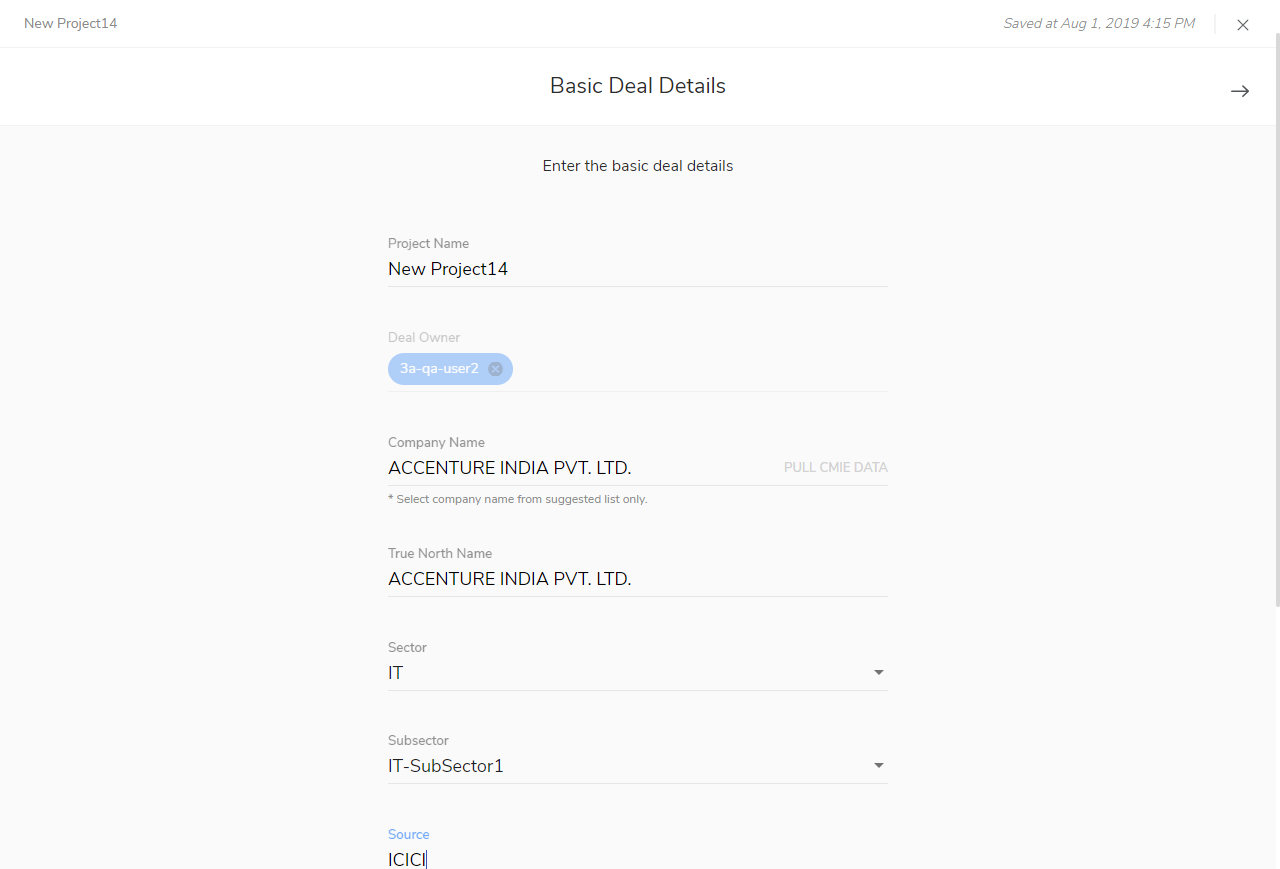 New Project14
Saved at Aug 1, 2019 4:15 PM
Basic Deal Details
Enter the basic deal details
Project Name
New Project14
Deal Owner
3a-qa-user2
Company Name
ACCENTURE INDIA PVT. LTD.
PULL CMIE DATA
* Select company name from suggested list only.
True North Name
ACCENTURE INDIA PVT. LTD.
Sector
IT
Subsector
IT-SubSector1
Source
ICICI